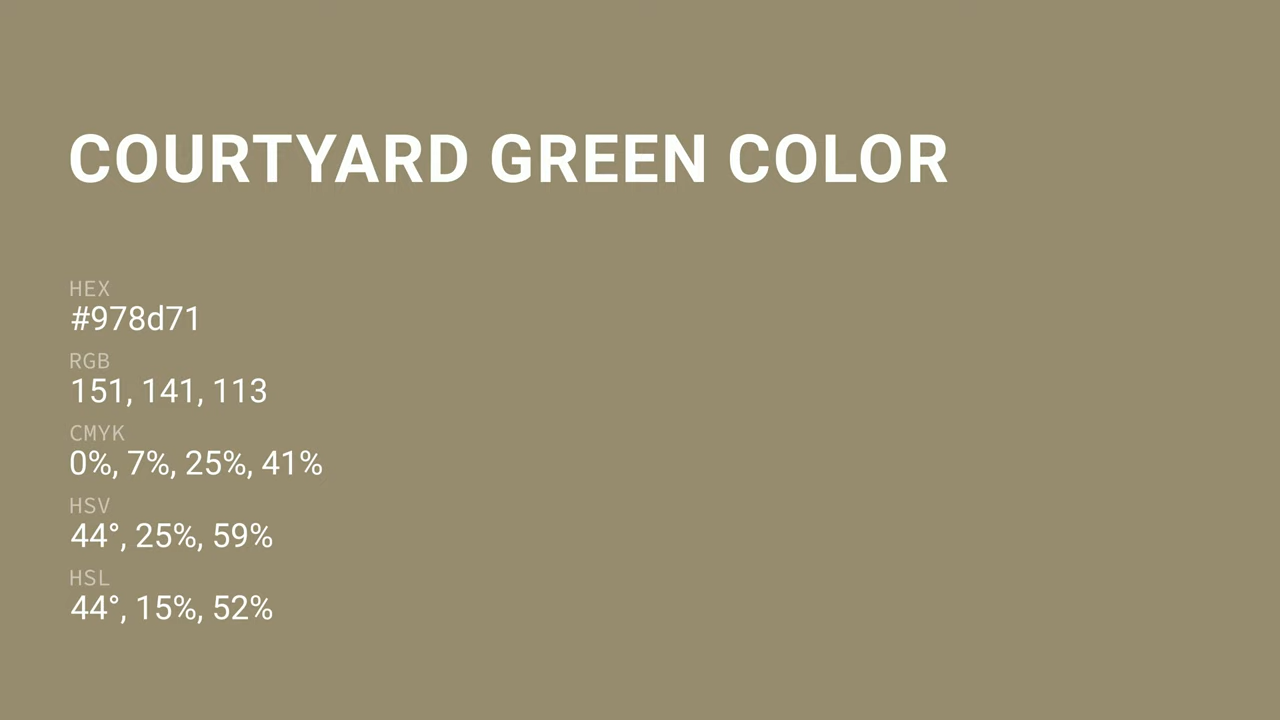 COURTYARD GREEN COLOR
HEX
#978d71
RGB
151, 141, 113
CMYK
0%, 7%, 25%, 41%
HSV
44°, 25%, 59%
HSL
44°, 15%, 52%